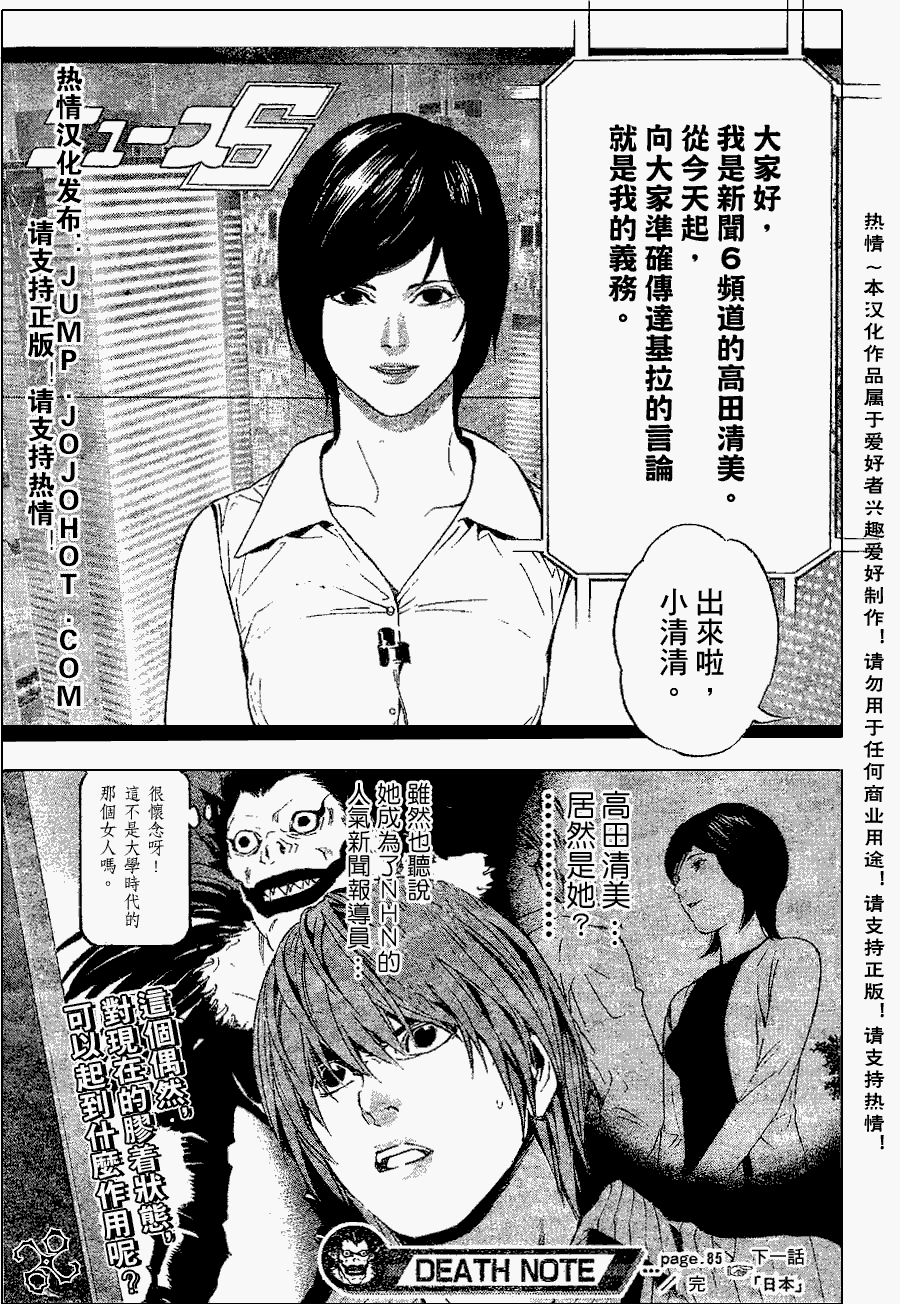 大家好，
我是新聞6頻道的高田清美。
從今天起，
向大家準確傳達基拉的言論
就是我的義務。
ニュース6
热情汉化发布：JUMP.JOJOHOT.COM
请支持正版！请支持热情！
出來啦，
小清清。
热情～本汉化作品属于爱好者兴趣爱好制作！请勿用于任何商业用途！请支持正版！请支持热情！
高田清美…
居然是她？
…………
雖然也聽說
她成為了NHN的
人氣新聞報導員…
很懷念呀！
這不是大學時代的
那個女人嗎。
這個偶然，
對現在的膠着狀態，
可以起到什麼作用呢？
DEATH NOTE
page.85
完
下一話
「日本」